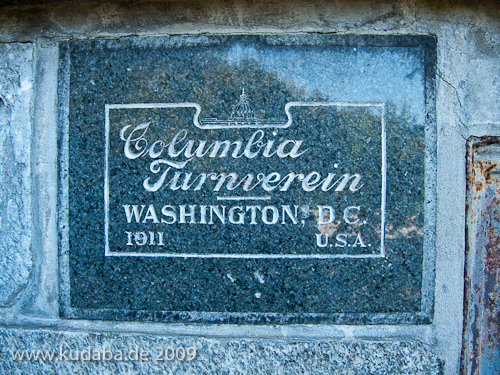 Columbia
Turnverein
WASHINGTON, D.C.
1911 U.S.A.
www.kudaba.de 2009